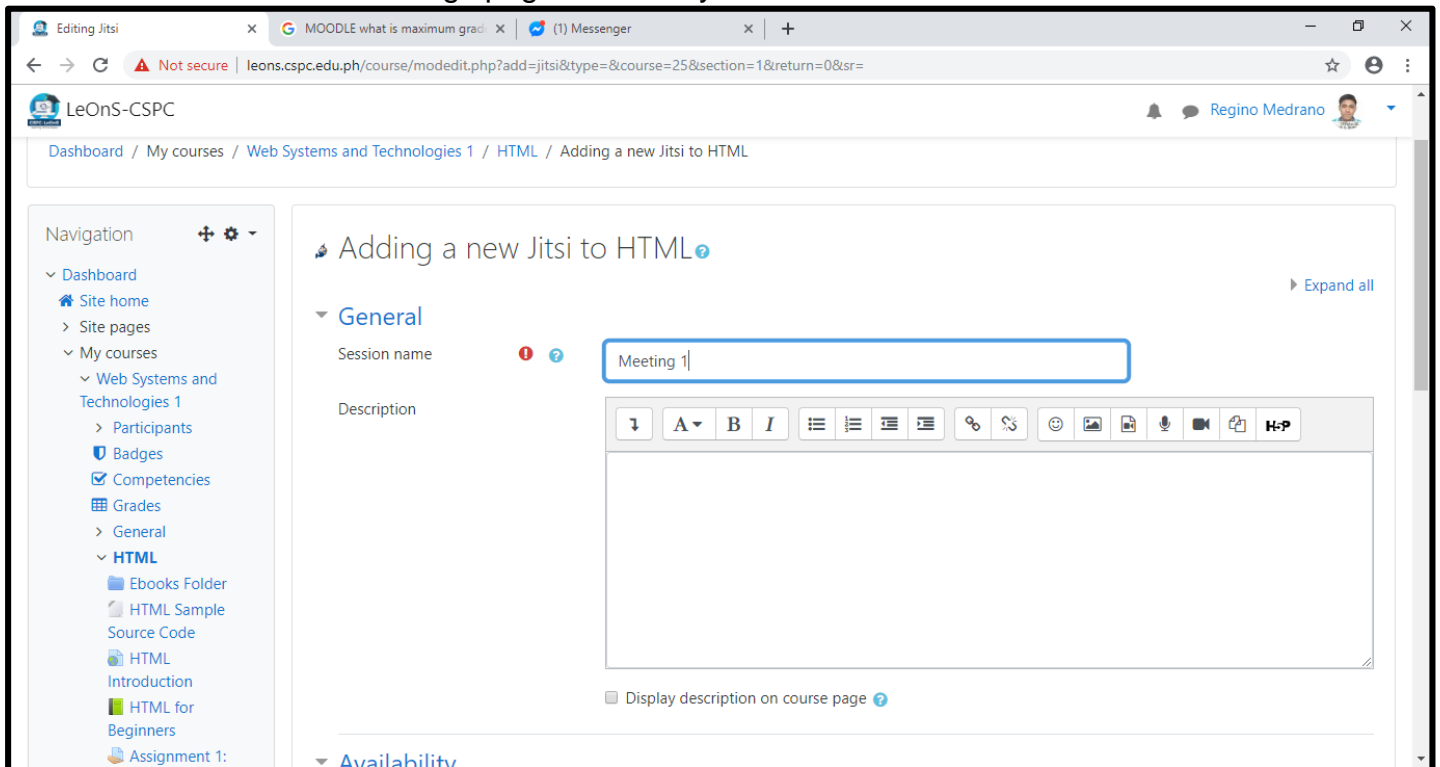 Editing Jitsi
MOODLE what is maximum grad
(1) Messenger
Not secure | leons.cspc.edu.ph/course/modedit.php?add=jitsi&type=&course=25&section=1&return=0&sr=
LeOnS-CSPC
Regino Medrano
Dashboard / My courses / Web Systems and Technologies 1 / HTML / Adding a new Jitsi to HTML
Navigation
Dashboard
Site home
Site pages
My courses
Web Systems and
Technologies 1
Participants
Badges
Competencies
Grades
General
HTML
Ebooks Folder
HTML Sample
Source Code
HTML
Introduction
HTML for
Beginners
Assignment 1:
Adding a new Jitsi to HTML
Expand all
General
Session name
Meeting 1
Description
A B I
H-P
Display description on course page
Availability